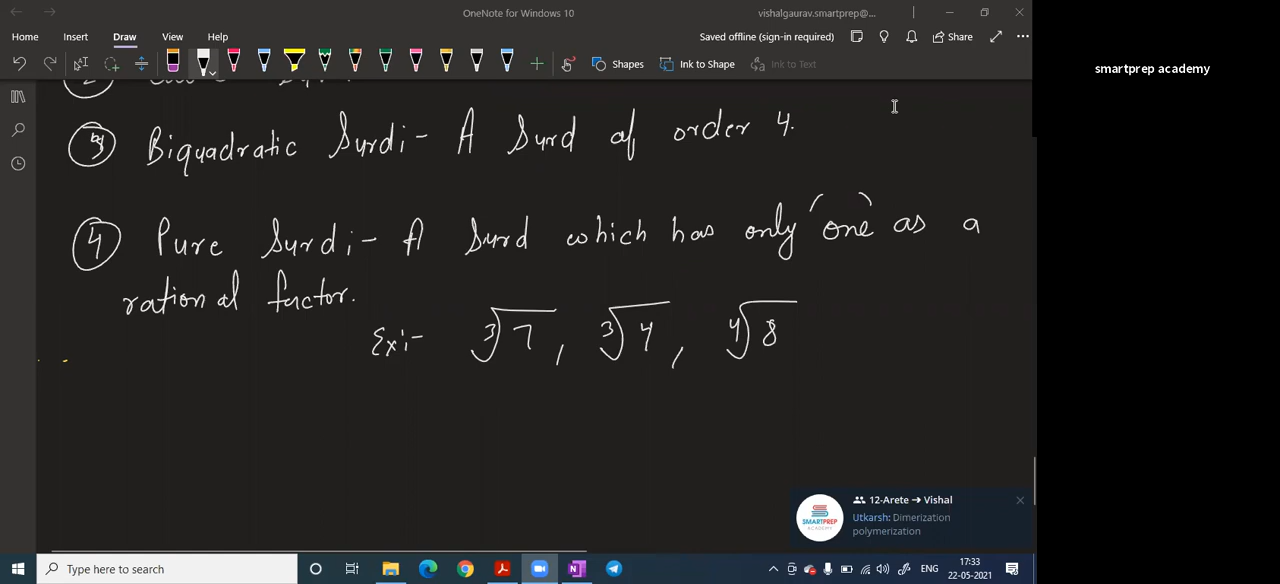 OneNote for Windows 10
vishalgaurav.smartprep@...
Home Insert Draw View Help
Saved offline (sign-in required) Share
Shapes Ink to Shape Ink to Text
smartprep academy
③ Biquadratic Surd:- A Surd of order 4.
④ Pure Surd:- A Surd which has only 'one' as a
rational factor.
Ex:- ∛7, ∛4, ∜8
12-Arete → Vishal
Utkarsh: Dimerization
polymerization
SMARTPREP
ACADEMY
Type here to search
ENG
17:33
22-05-2021